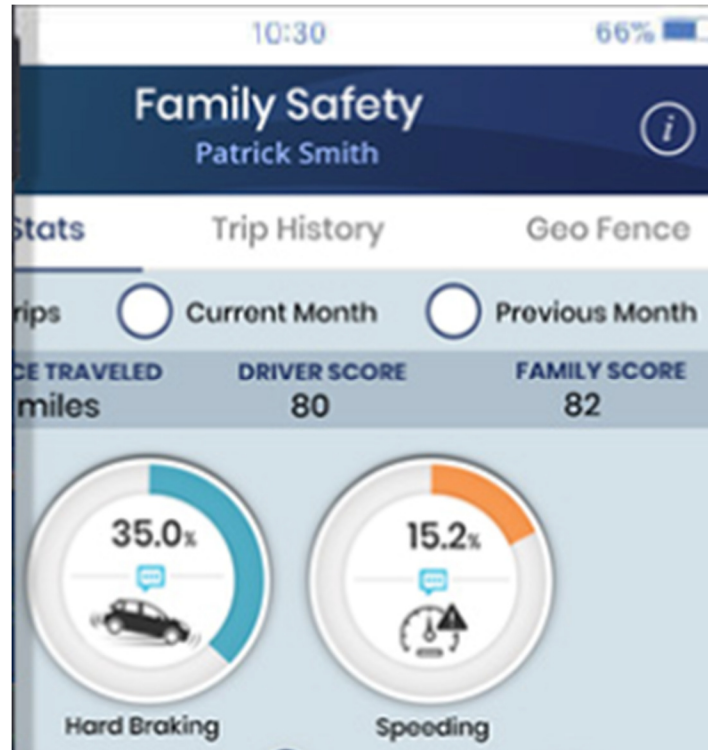 10:30 66%
Family Safety
Patrick Smith
Stats Trip History Geo Fence
rips Current Month Previous Month
CE TRAVELED DRIVER SCORE FAMILY SCORE
miles 80 82
35.0% 15.2%
Hard Braking Speeding